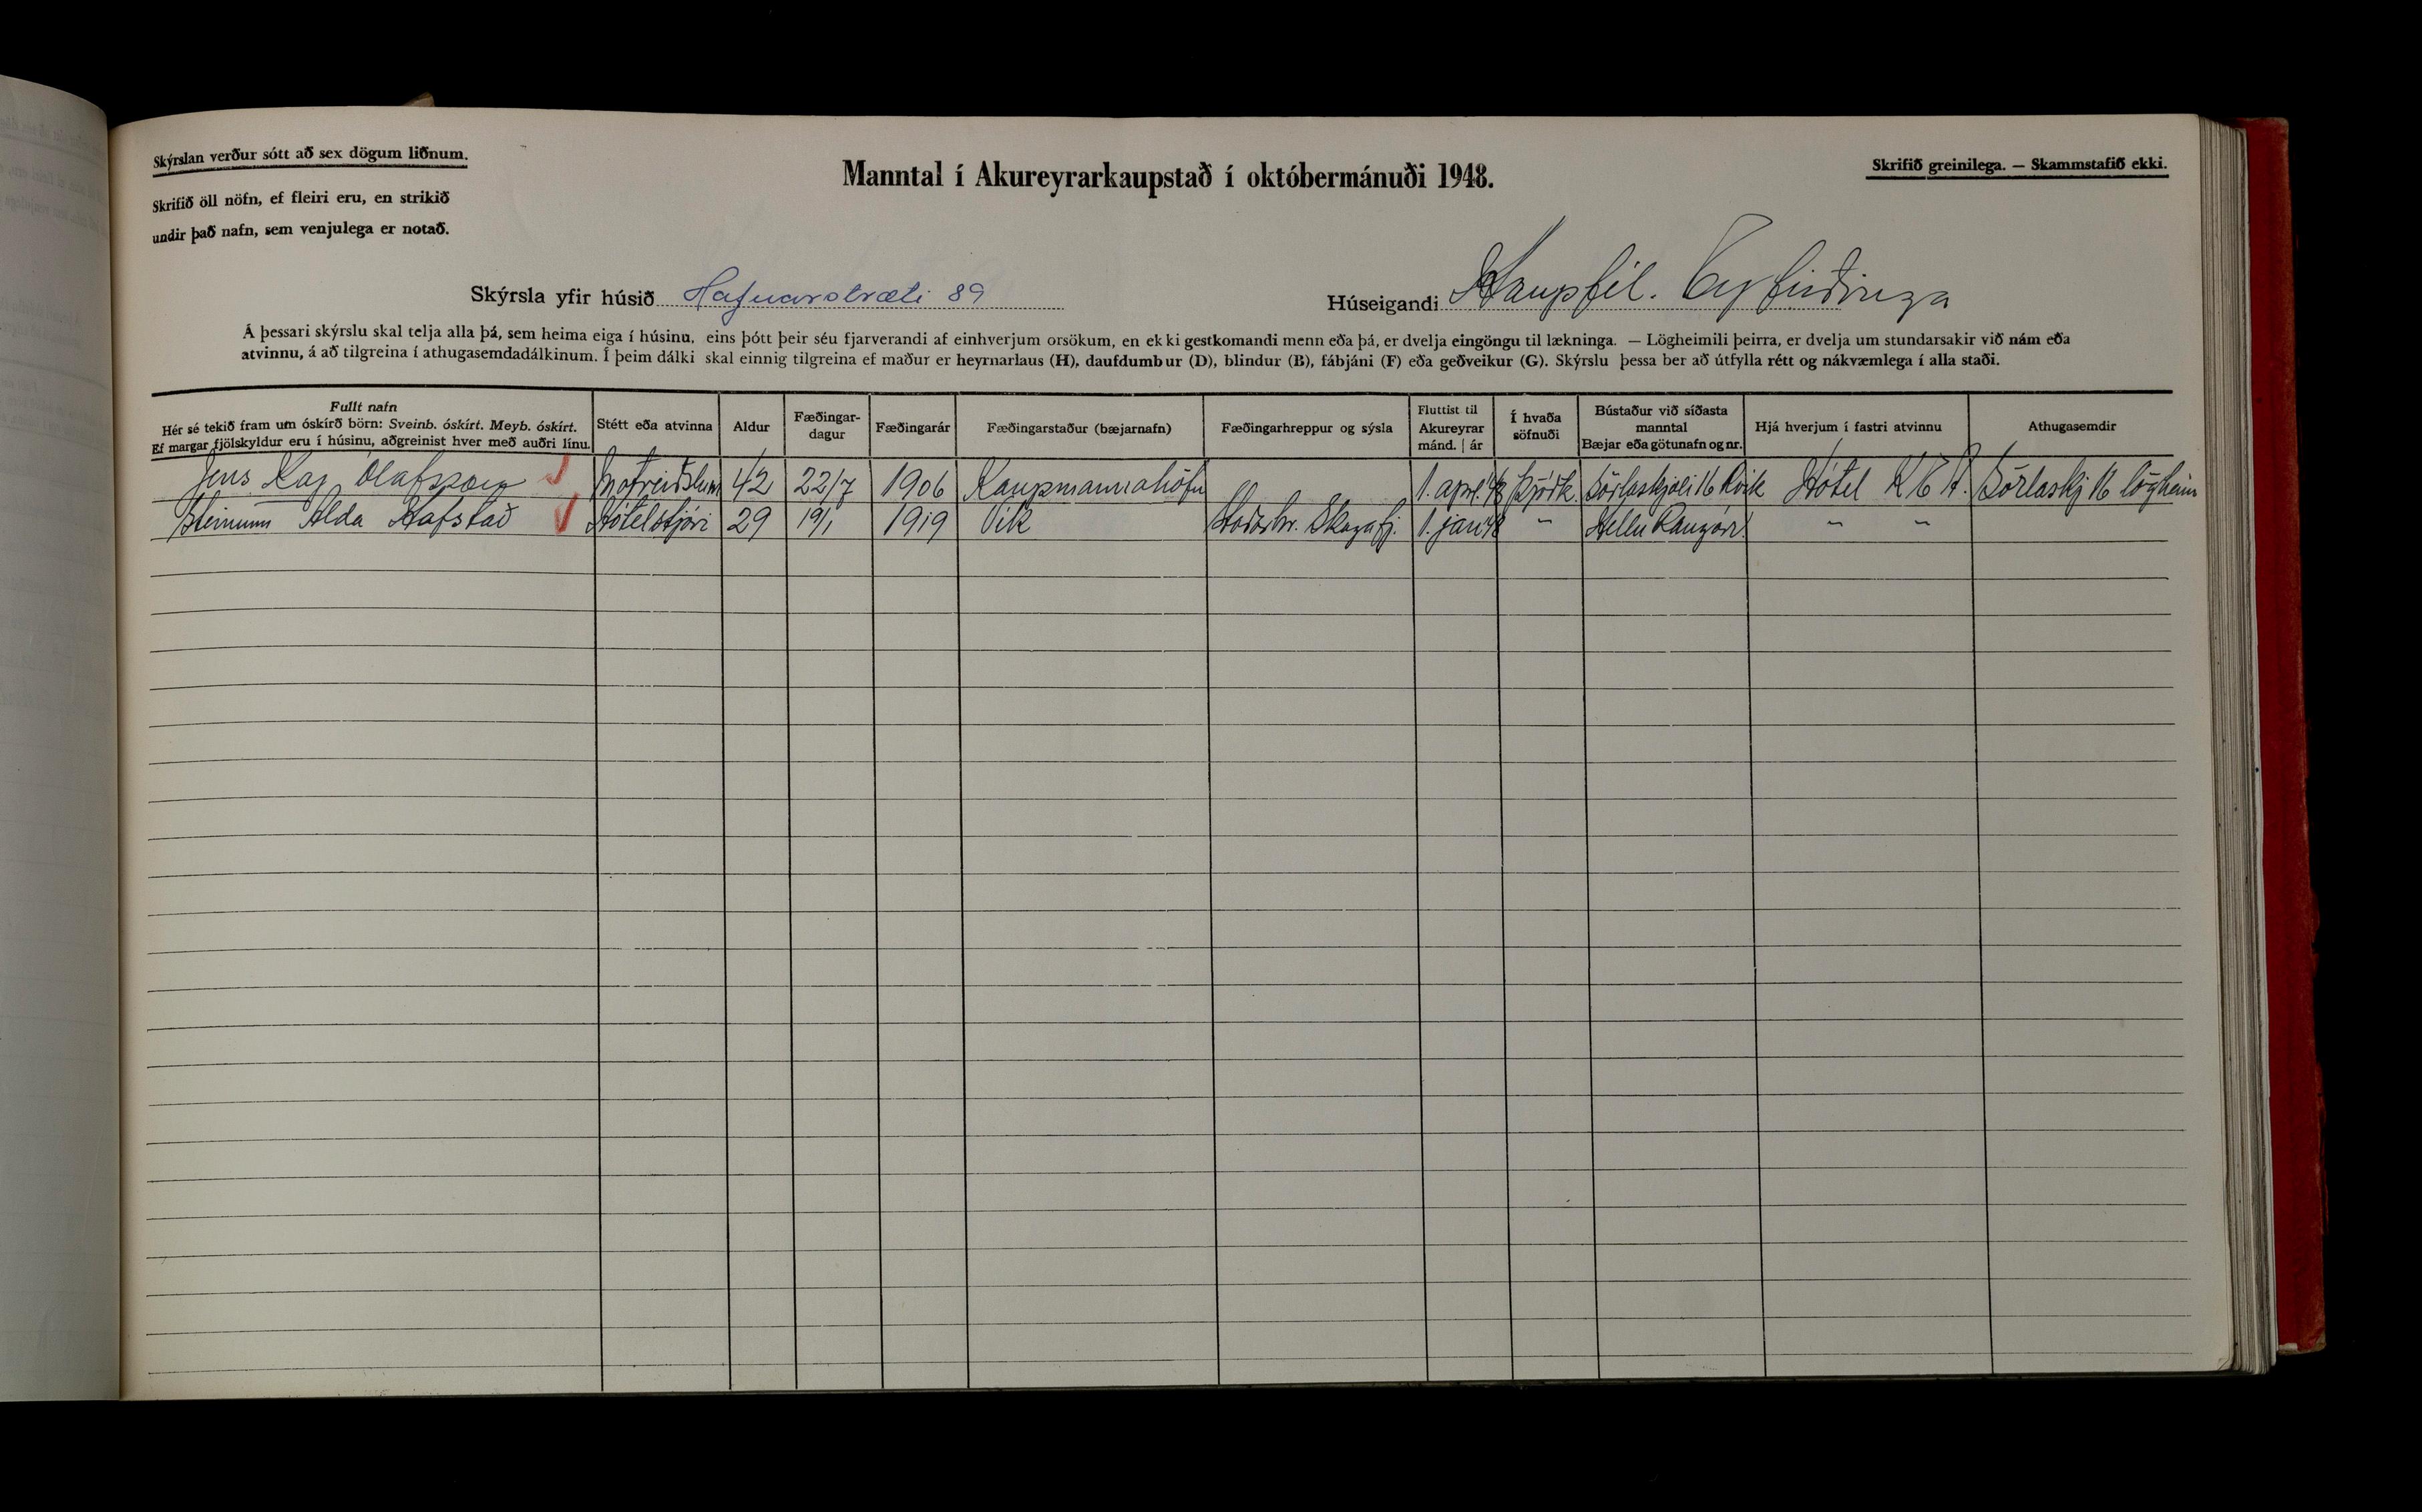 Skýrslan verður sótt að sex dögum liðnum.
Skrifið öll nöfn, ef fleiri eru, en strikið
undir það nafn, sem venjulega er notað.
Manntal í Akureyrarkaupstað í októbermánuði 1948.
Skrifið greinilega. — Skammstafið ekki.
Skýrsla yfir húsið Hafnarstræti 89
Húseigandi Kaupfél. Eyfirðinga
Á þessari skýrslu skal telja alla þá, sem heima eiga í húsinu, eins þótt þeir séu fjarverandi af einhverjum orsökum, en ekki gestkomandi menn eða þá, er dvelja eingöngu til lækninga. — Lögheimili þeirra, er dvelja um stundarsakir við nám eða
atvinnu, á að tilgreina í athugasemdadálkinum. Í þeim dálki skal einnig tilgreina ef maður er heyrnarlaus (H), daufdumbur (D), blindur (B), fábjáni (F) eða geðveikur (G). Skýrslu þessa ber að útfylla rétt og nákvæmlega í alla staði.
Fullt nafn
Hér sé tekið fram um óskírð börn: Sveinb. óskírt. Meyb. óskírt.
Ef margar fjölskyldur eru í húsinu, aðgreinist hver með auðri línu.
Stétt eða atvinna
Aldur
Fæðingar-
dagur
Fæðingarár
Fæðingarstaður (bæjarnafn)
Fæðingarhreppur og sýsla
Fluttist til
Akureyrar
mánd. | ár
Í hvaða
söfnuði
Bústaður við síðasta
manntal
Bæjar eða götunafn og nr.
Hjá hverjum í fastri atvinnu
Athugasemdir
Jens Kaj Ólafsson 42 22/7 1906 Kaupmannahöfn 1. apríl 48 Þjóðk. Sörlaskjóli 16 Rvík Hótel K E A. Sörlaskj 16 lögheim
Steinunn Alda Hafstað Hótelstjóri 29 19/1 1919 Vík Staðarhr. Skagafj. 1. jan 48 " Hellu Rangárv. " "